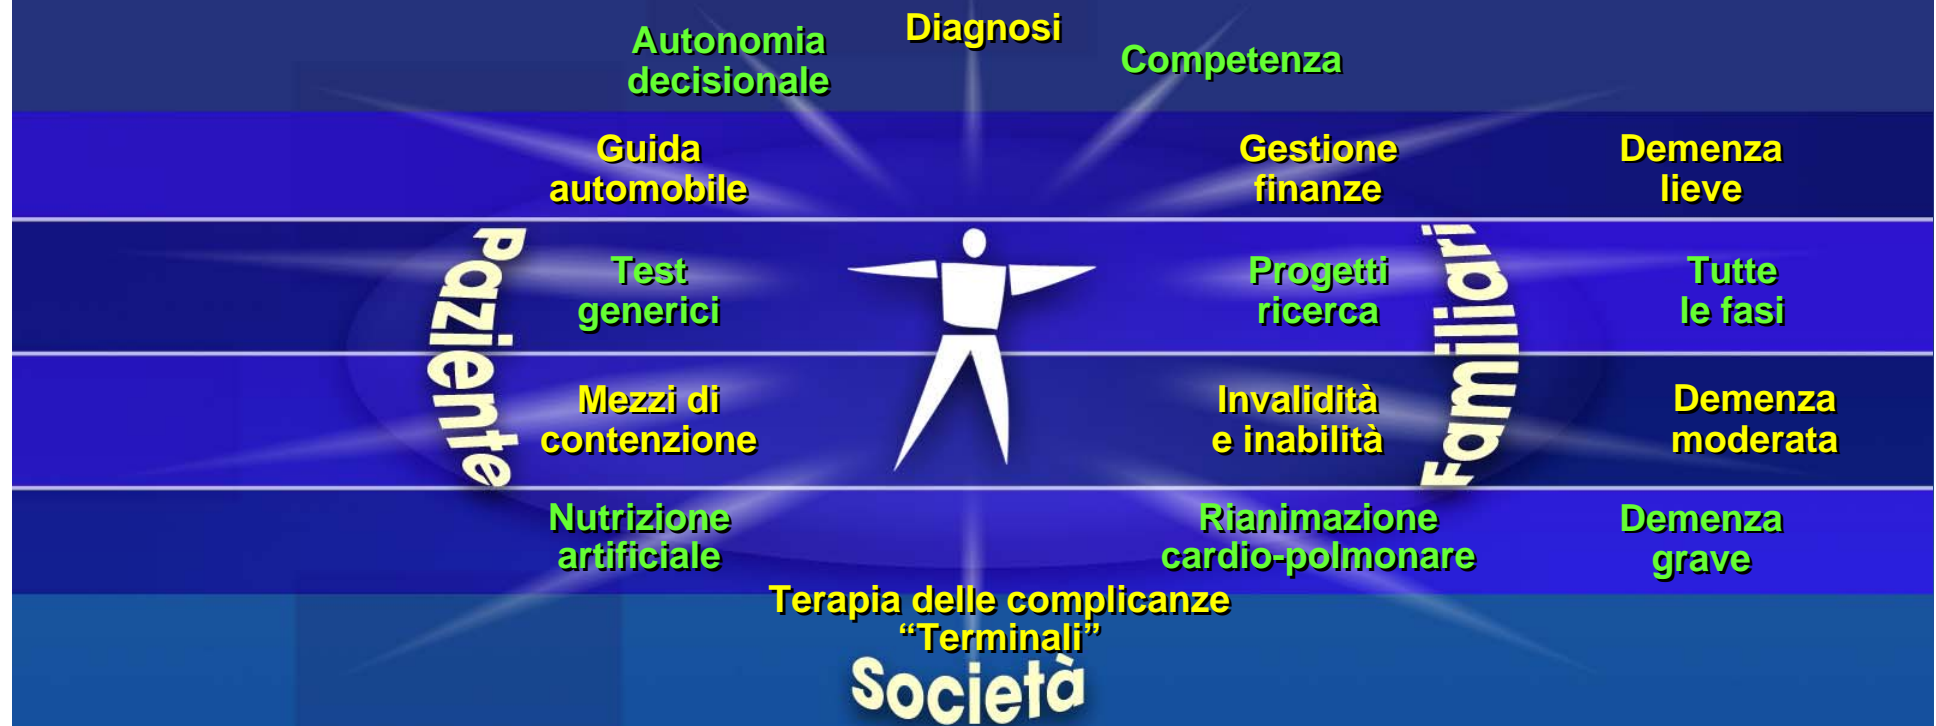 Diagnosi
Autonomia
decisionale
Competenza
Guida
automobile
Gestione
finanze
Demenza
lieve
Paziente
Test
generici
Progetti
ricerca
Familiari
Tutte
le fasi
Mezzi di
contenzione
Invalidità
e inabilità
Demenza
moderata
Nutrizione
artificiale
Rianimazione
cardio-polmonare
Demenza
grave
Terapia delle complicanze
“Terminali”
Società